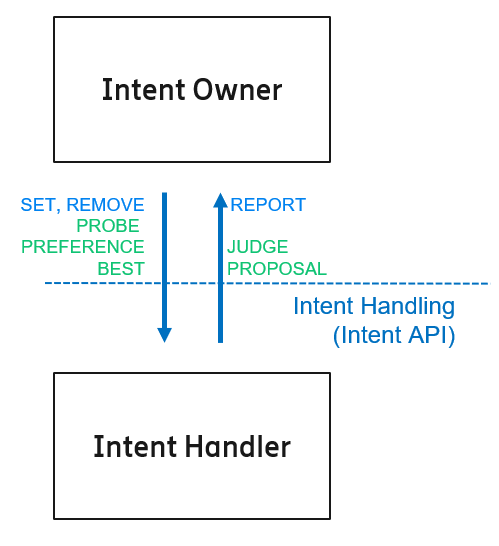 Intent Owner
SET, REMOVE
PROBE
PREFERENCE
BEST
REPORT
JUDGE
PROPOSAL
Intent Handling
(Intent API)
Intent Handler